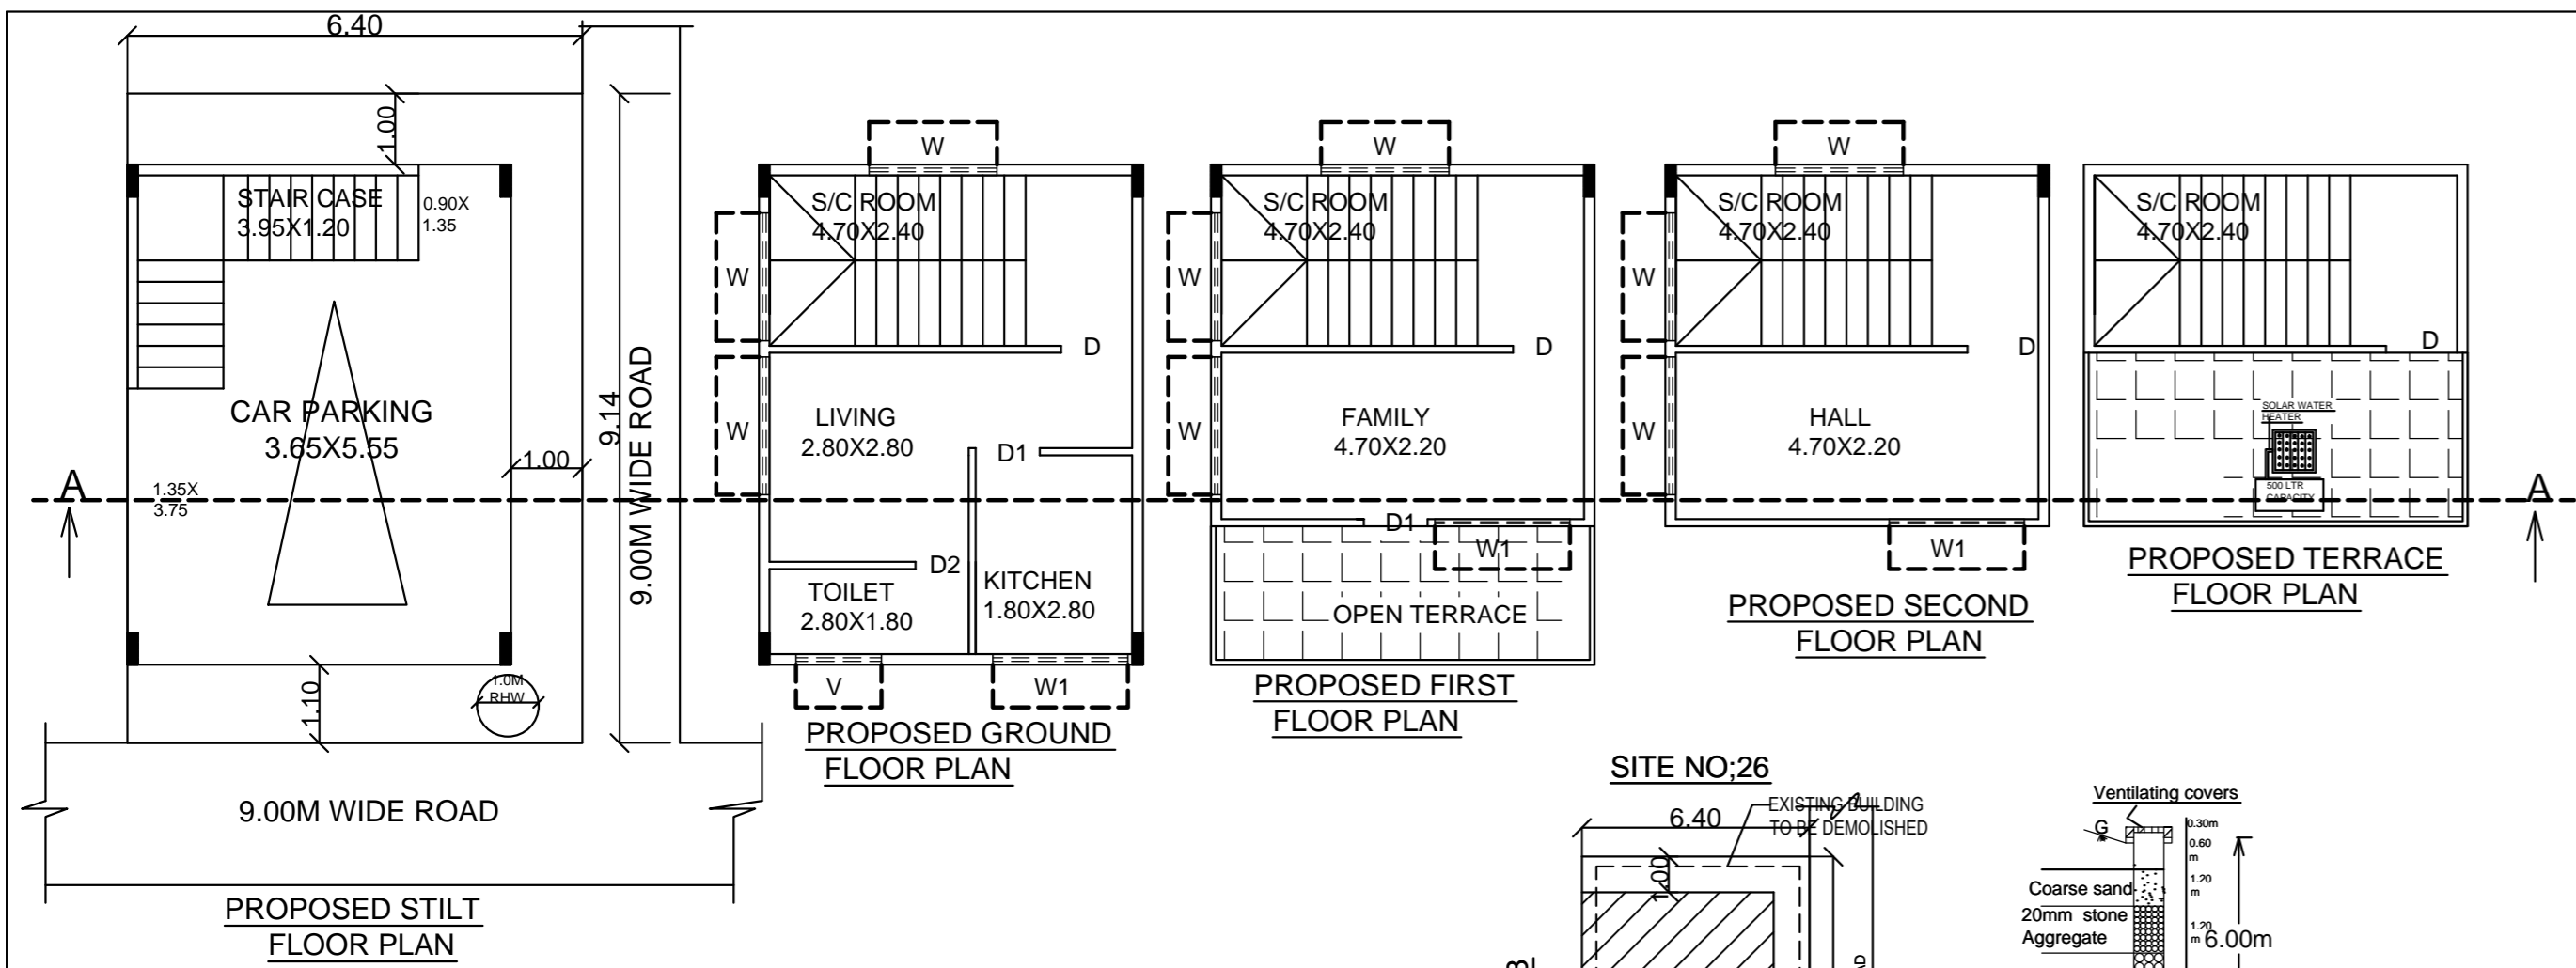 6.40
1.00
STAIR CASE
3.95X1.20
0.90X
1.35
CAR PARKING
3.65X5.55
1.00
1.35X
3.75
A
9.14
9.00M WIDE ROAD
1.10
1.0M
RHW
9.00M WIDE ROAD
PROPOSED STILT
FLOOR PLAN
W
S/C ROOM
4.70X2.40
W
D
LIVING
2.80X2.80
W
D1
D2
TOILET
2.80X1.80
KITCHEN
1.80X2.80
V
W1
PROPOSED GROUND
FLOOR PLAN
W
S/C ROOM
4.70X2.40
W
D
FAMILY
4.70X2.20
W
D1
W1
OPEN TERRACE
PROPOSED FIRST
FLOOR PLAN
W
S/C ROOM
4.70X2.40
W
D
HALL
4.70X2.20
W
W1
PROPOSED SECOND
FLOOR PLAN
S/C ROOM
4.70X2.40
D
SOLAR WATER
HEATER
500 LTR
CAPACITY
A
PROPOSED TERRACE
FLOOR PLAN
SITE NO;26
EXISTING BUILDING
TO BE DEMOLISHED
6.40
1.00
Ventilating covers
G
0.30m
0.60
m
Coarse sand
1.20
m
20mm stone
Aggregate
1.20
m
6.00m